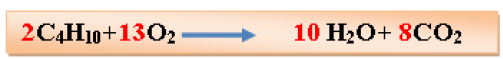 2C₄H₁₀+13O₂ ⟶ 10 H₂O+ 8CO₂